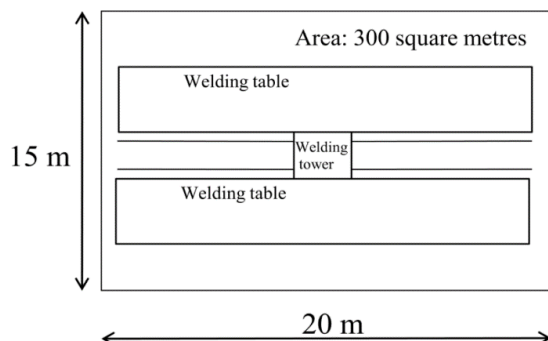 Area: 300 square metres
Welding table
15 m
Welding
tower
Welding table
20 m